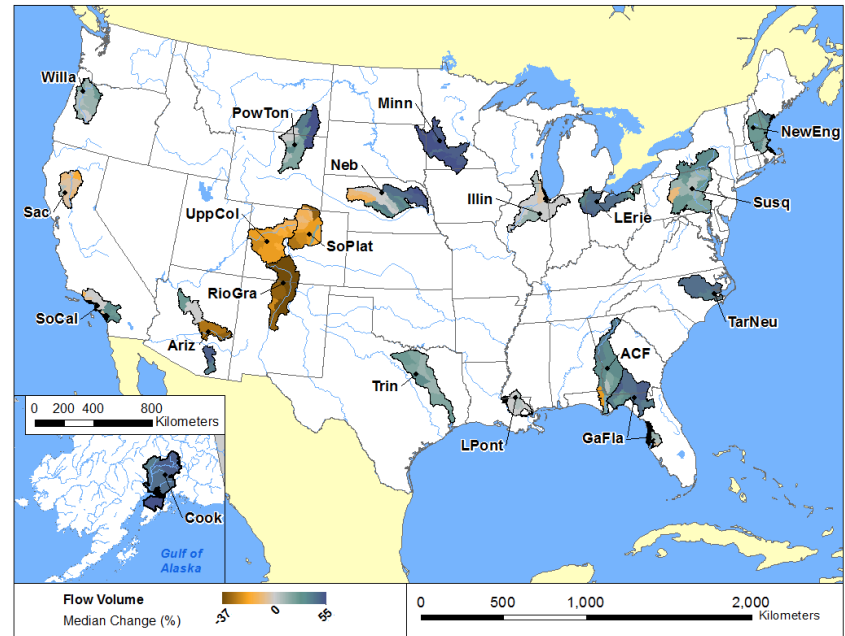 Willa
PowTon
Minn
NewEng
Neb
Illin
Susq
Sac
UppCol
LErie
SoPlat
RioGra
TarNeu
SoCal
Ariz
ACF
Trin
LPont
GaFla
0 200 400 800
Kilometers
Cook
Gulf of
Alaska
Flow Volume
Median Change (%)
-37 0 55
0 500 1,000 2,000
Kilometers